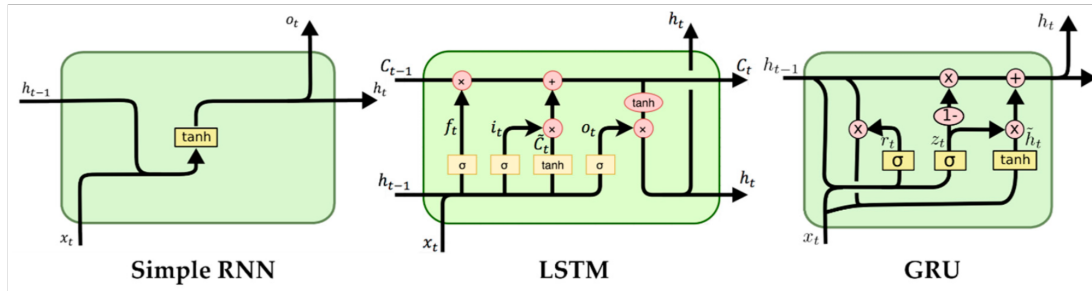 o_t
h_{t-1}
h_t
tanh
x_t
Simple RNN
h_t
C_{t-1}
×
+
C_t
tanh
f_t
i_t
×
o_t
×
C̃_t
σ
σ
tanh
σ
h_{t-1}
h_t
x_t
LSTM
h_t
h_{t-1}
x
+
1-
x
r_t
z_t
x
h̃_t
σ
σ
tanh
x_t
GRU